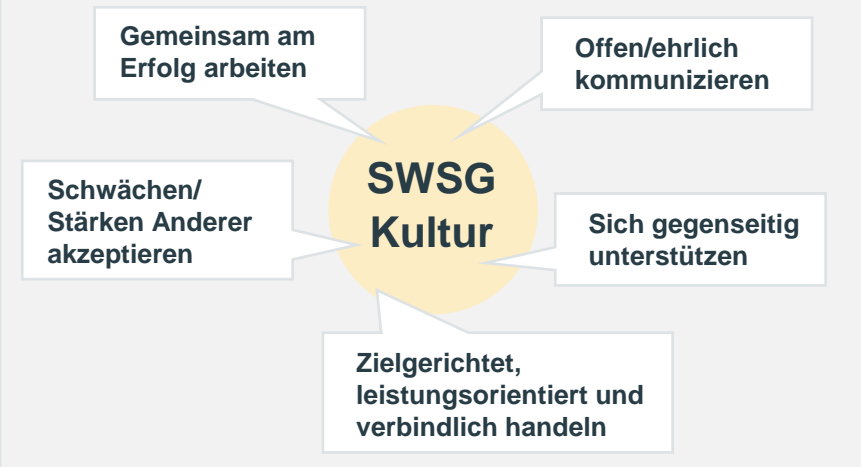 Gemeinsam am
Erfolg arbeiten
Offen/ehrlich
kommunizieren
SWSG
Kultur
Schwächen/
Stärken Anderer
akzeptieren
Sich gegenseitig
unterstützen
Zielgerichtet,
leistungsorientiert und
verbindlich handeln